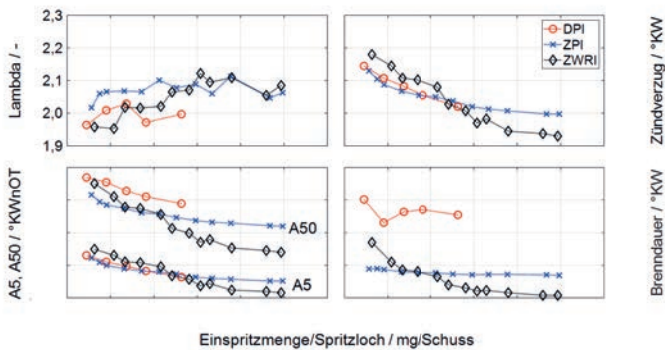 2,3
2,2
2,1
2,0
1,9
Lambda / -
DPI
ZPI
ZWRI
Zündverzug / °KW
A5, A50 / °KWnOT
A50
A5
Brenndauer / °KW
Einspritzmenge/Spritzloch / mg/Schuss